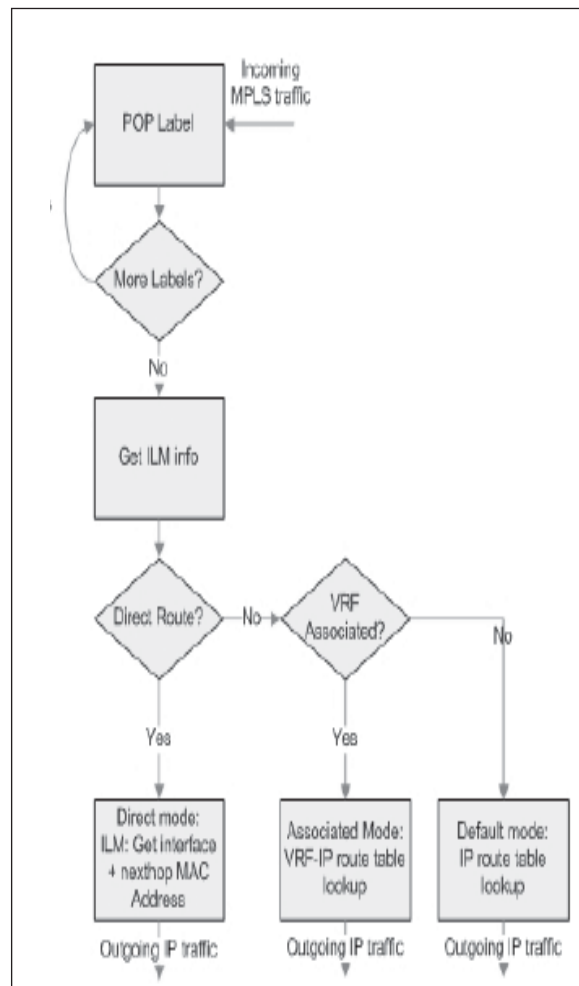 Incoming
MPLS traffic
POP Label
More Labels?
No
Get ILM info
Direct Route?
No
VRF
Associated?
No
Yes
Yes
Direct mode:
ILM: Get interface
+ nexthop MAC
Address
Associated Mode:
VRF-IP route table
lookup
Default mode:
IP route table
lookup
Outgoing IP traffic
Outgoing IP traffic
Outgoing IP traffic